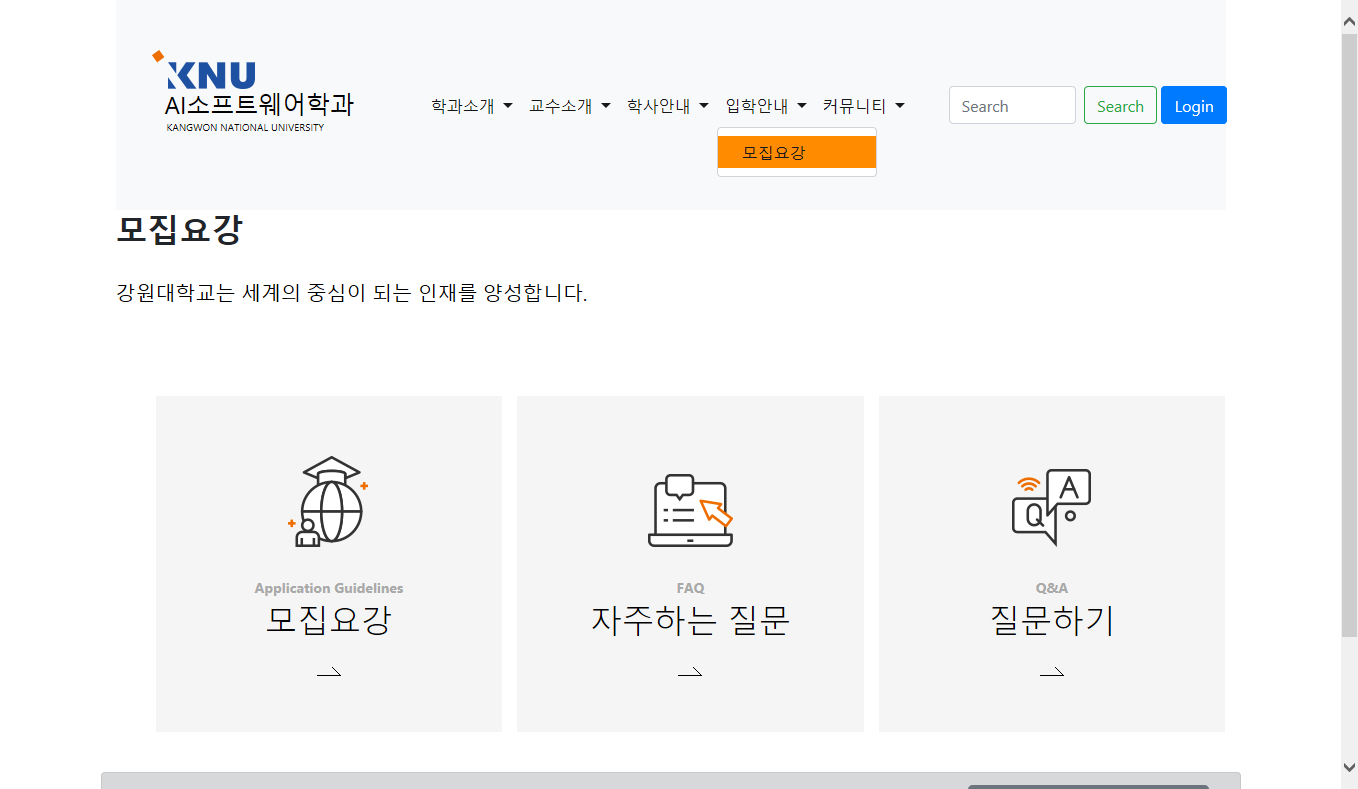 KNU
AI소프트웨어학과
KANGWON NATIONAL UNIVERSITY
학과소개 교수소개 학사안내 입학안내 커뮤니티 Search Search Login
모집요강
모집요강
강원대학교는 세계의 중심이 되는 인재를 양성합니다.
A
Q
Application Guidelines
모집요강
FAQ
자주하는 질문
Q&A
질문하기